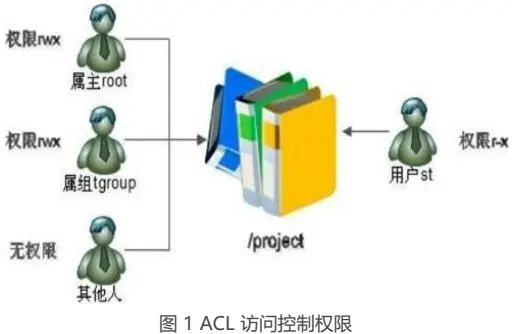 权限rwx
属主root
权限rwx
属组tgroup
无权限
其他人
/project
用户st
权限r-x
图 1 ACL 访问控制权限